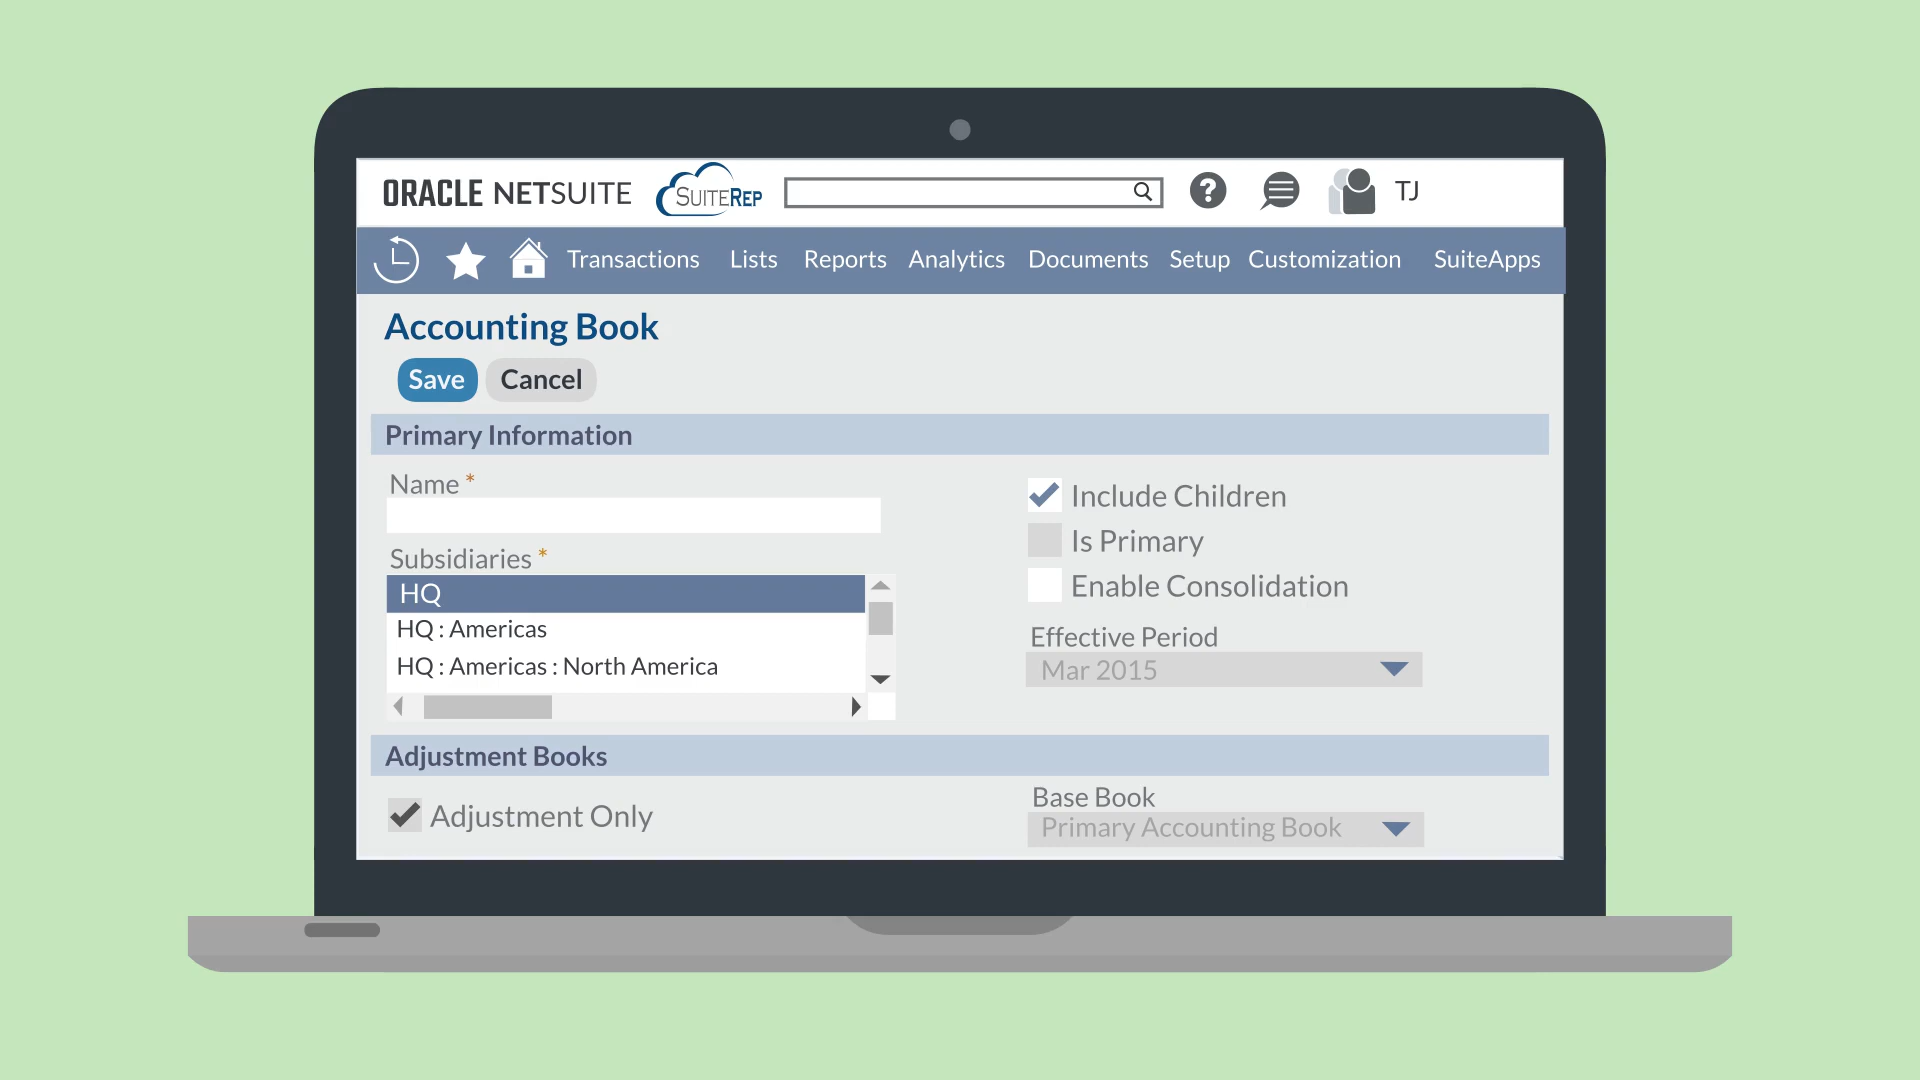 ORACLE NETSUITE SUITEREP ? TJ
Transactions Lists Reports Analytics Documents Setup Customization SuiteApps
Accounting Book
Save Cancel
Primary Information
Name *
Subsidiaries *
HQ
HQ : Americas
HQ : Americas : North America
Include Children
Is Primary
Enable Consolidation
Effective Period
Mar 2015
Adjustment Books
Adjustment Only
Base Book
Primary Accounting Book